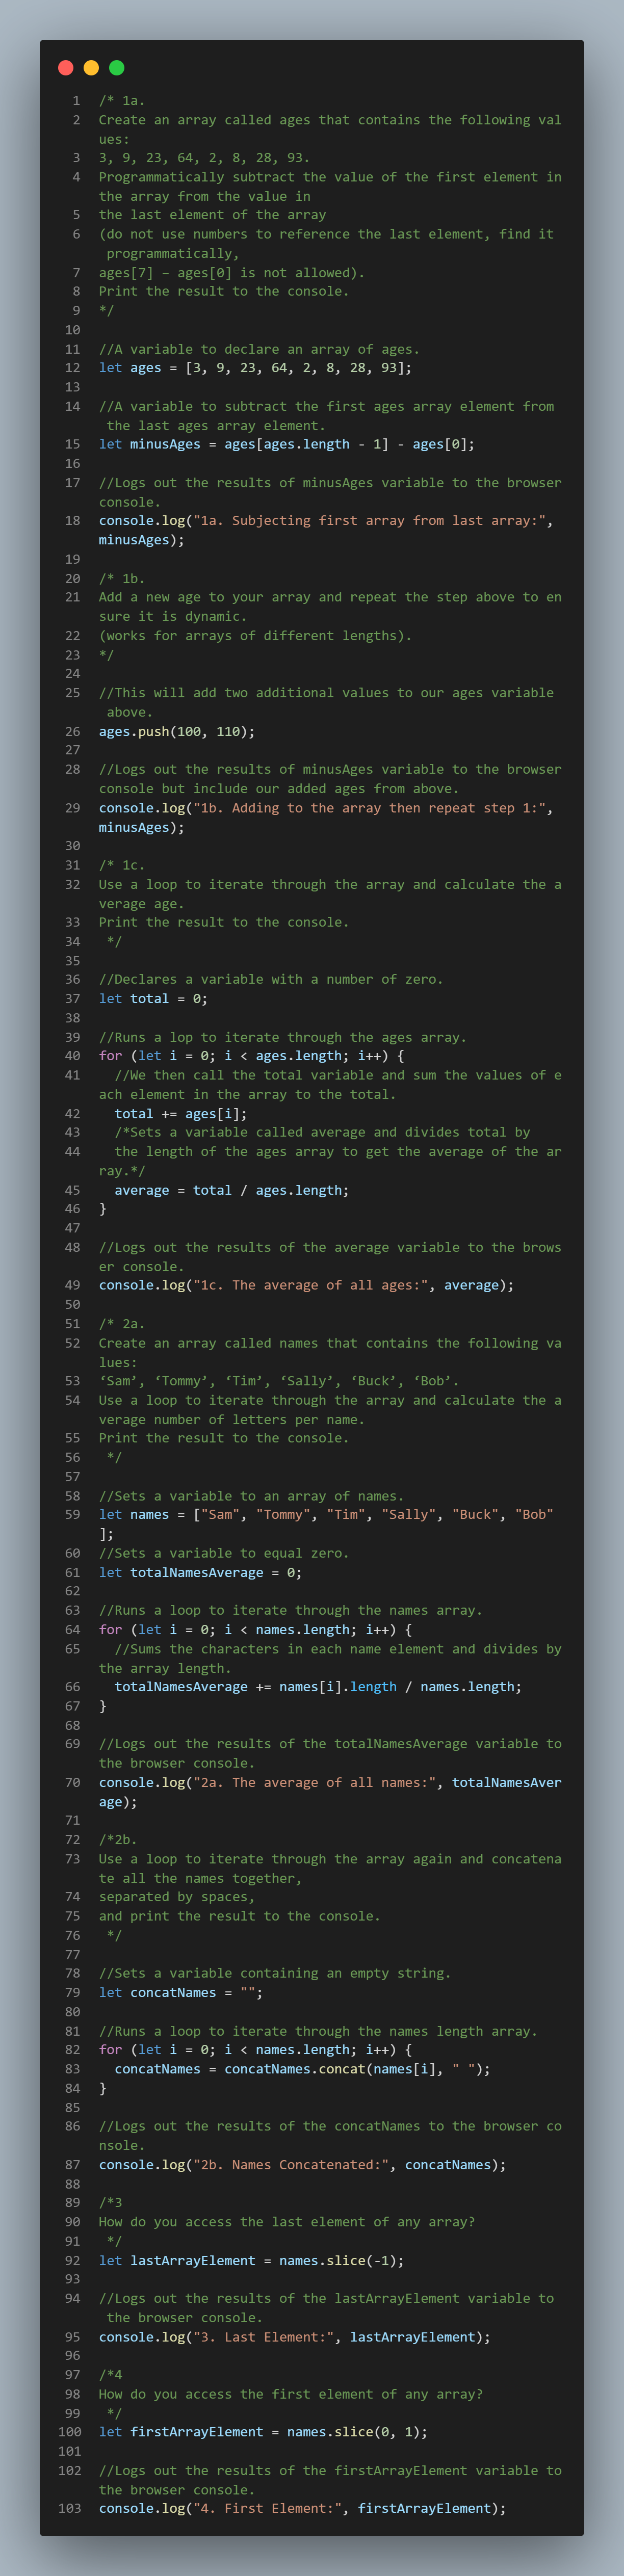 1 /* 1a.
2 Create an array called ages that contains the following val
ues:
3 3, 9, 23, 64, 2, 8, 28, 93.
4 Programmatically subtract the value of the first element in
the array from the value in
5 the last element of the array
6 (do not use numbers to reference the last element, find it
programmatically,
7 ages[7] – ages[0] is not allowed).
8 Print the result to the console.
9 */
10
11 //A variable to declare an array of ages.
12 let ages = [3, 9, 23, 64, 2, 8, 28, 93];
13
14 //A variable to subtract the first ages array element from
the last ages array element.
15 let minusAges = ages[ages.length - 1] - ages[0];
16
17 //Logs out the results of minusAges variable to the browser
console.
18 console.log("1a. Subjecting first array from last array:",
minusAges);
19
20 /* 1b.
21 Add a new age to your array and repeat the step above to en
sure it is dynamic.
22 (works for arrays of different lengths).
23 */
24
25 //This will add two additional values to our ages variable
above.
26 ages.push(100, 110);
27
28 //Logs out the results of minusAges variable to the browser
console but include our added ages from above.
29 console.log("1b. Adding to the array then repeat step 1:",
minusAges);
30
31 /* 1c.
32 Use a loop to iterate through the array and calculate the a
verage age.
33 Print the result to the console.
34 */
35
36 //Declares a variable with a number of zero.
37 let total = 0;
38
39 //Runs a lop to iterate through the ages array.
40 for (let i = 0; i < ages.length; i++) {
41 //We then call the total variable and sum the values of e
ach element in the array to the total.
42 total += ages[i];
43 /*Sets a variable called average and divides total by
44 the length of the ages array to get the average of the ar
ray.*/
45 average = total / ages.length;
46 }
47
48 //Logs out the results of the average variable to the brows
er console.
49 console.log("1c. The average of all ages:", average);
50
51 /* 2a.
52 Create an array called names that contains the following va
lues:
53 ‘Sam’, ‘Tommy’, ‘Tim’, ‘Sally’, ‘Buck’, ‘Bob’.
54 Use a loop to iterate through the array and calculate the a
verage number of letters per name.
55 Print the result to the console.
56 */
57
58 //Sets a variable to an array of names.
59 let names = ["Sam", "Tommy", "Tim", "Sally", "Buck", "Bob"
];
60 //Sets a variable to equal zero.
61 let totalNamesAverage = 0;
62
63 //Runs a loop to iterate through the names array.
64 for (let i = 0; i < names.length; i++) {
65 //Sums the characters in each name element and divides by
the array length.
66 totalNamesAverage += names[i].length / names.length;
67 }
68
69 //Logs out the results of the totalNamesAverage variable to
the browser console.
70 console.log("2a. The average of all names:", totalNamesAver
age);
71
72 /*2b.
73 Use a loop to iterate through the array again and concatena
te all the names together,
74 separated by spaces,
75 and print the result to the console.
76 */
77
78 //Sets a variable containing an empty string.
79 let concatNames = "";
80
81 //Runs a loop to iterate through the names length array.
82 for (let i = 0; i < names.length; i++) {
83 concatNames = concatNames.concat(names[i], " ");
84 }
85
86 //Logs out the results of the concatNames to the browser co
nsole.
87 console.log("2b. Names Concatenated:", concatNames);
88
89 /*3
90 How do you access the last element of any array?
91 */
92 let lastArrayElement = names.slice(-1);
93
94 //Logs out the results of the lastArrayElement variable to
the browser console.
95 console.log("3. Last Element:", lastArrayElement);
96
97 /*4
98 How do you access the first element of any array?
99 */
100 let firstArrayElement = names.slice(0, 1);
101
102 //Logs out the results of the firstArrayElement variable to
the browser console.
103 console.log("4. First Element:", firstArrayElement);